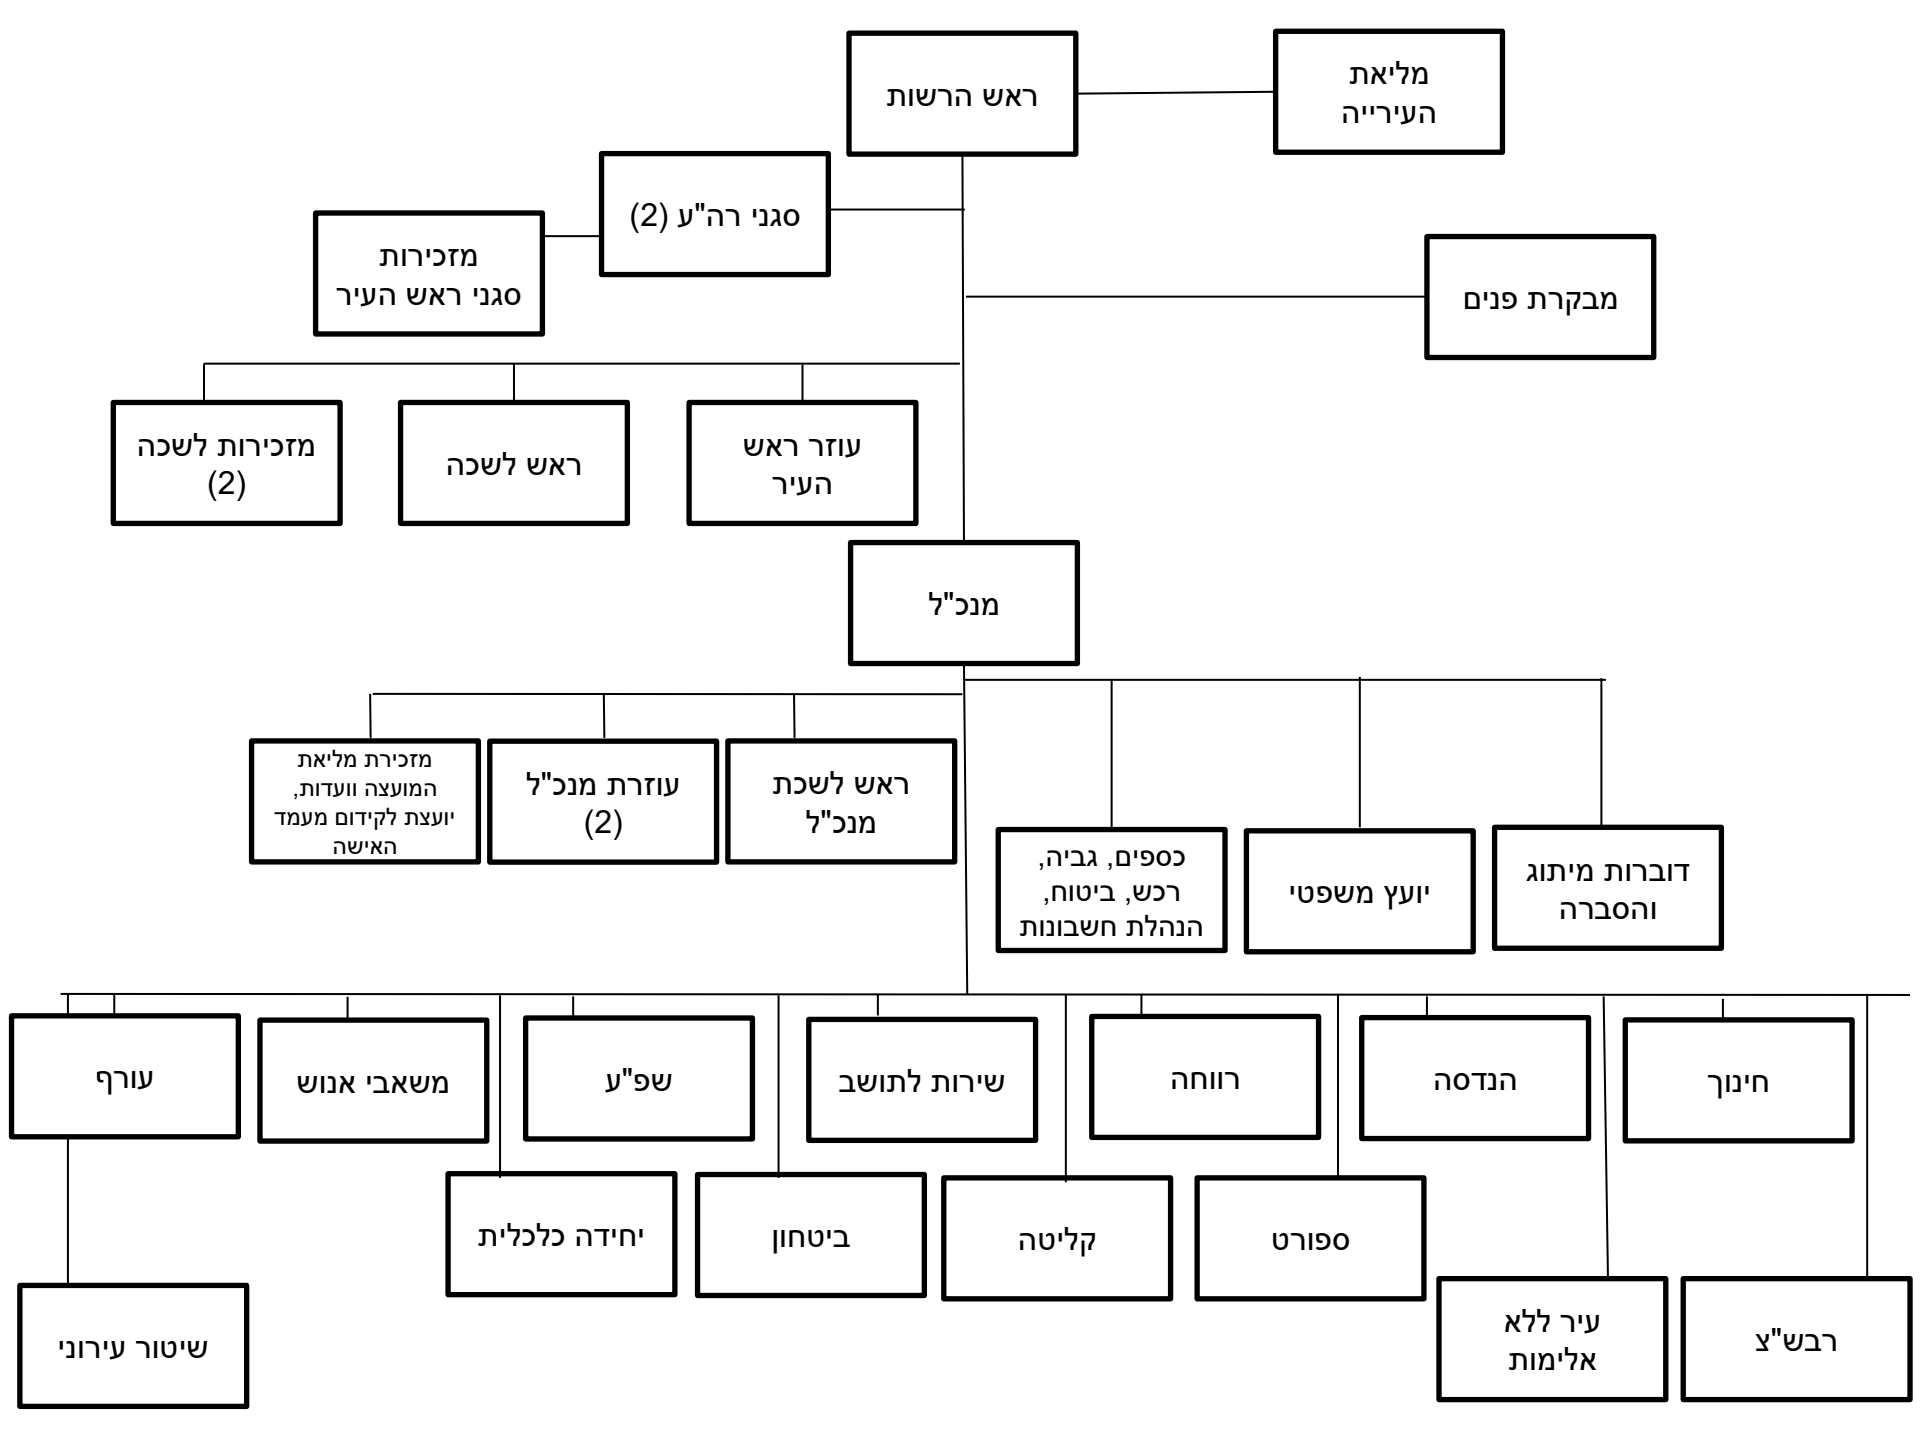 מליאת
העירייה
ראש הרשות
סגני רה"ע (2)
מזכירות
סגני ראש העיר
מבקרת פנים
עוזר ראש
העיר
ראש לשכה
מזכירות לשכה
(2)
מנכ"ל
ראש לשכת
מנכ"ל
עוזרת מנכ"ל
(2)
מזכירת מליאת
המועצה וועדות,
יועצת לקידום מעמד
האישה
דוברות מיתוג
והסברה
יועץ משפטי
כספים, גביה,
רכש, ביטוח,
הנהלת חשבונות
חינוך
הנדסה
רווחה
שירות לתושב
שפ"ע
משאבי אנוש
עורף
ספורט
קליטה
ביטחון
יחידה כלכלית
רבש"צ
עיר ללא
אלימות
שיטור עירוני